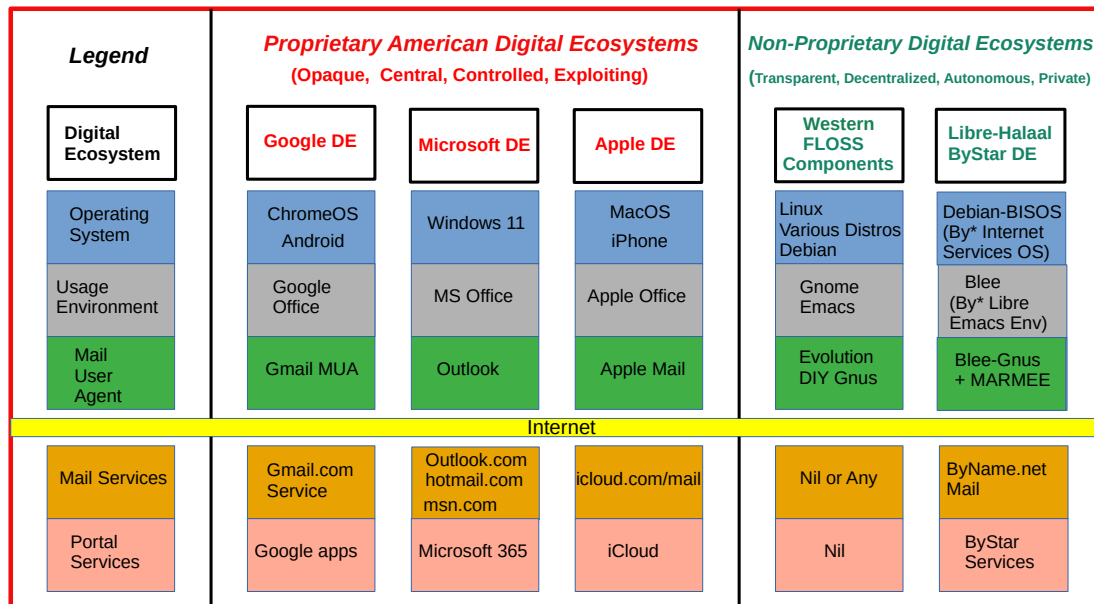 Legend
Proprietary American Digital Ecosystems
(Opaque, Central, Controlled, Exploiting)
Non-Proprietary Digital Ecosystems
(Transparent, Decentralized, Autonomous, Private)
Digital
Ecosystem
Google DE
Microsoft DE
Apple DE
Western
FLOSS
Components
Libre-Halaal
ByStar DE
Operating
System
ChromeOS
Android
Windows 11
MacOS
iPhone
Linux
Various Distros
Debian
Debian-BISOS
(By* Internet
Services OS)
Usage
Environment
Google
Office
MS Office
Apple Office
Gnome
Emacs
Blee
(By* Libre
Emacs Env)
Mail
User
Agent
Gmail MUA
Outlook
Apple Mail
Evolution
DIY Gnus
Blee-Gnus
+ MARMEE
Internet
Mail Services
Gmail.com
Service
Outlook.com
hotmail.com
msn.com
icloud.com/mail
Nil or Any
ByName.net
Mail
Portal
Services
Google apps
Microsoft 365
iCloud
Nil
ByStar
Services